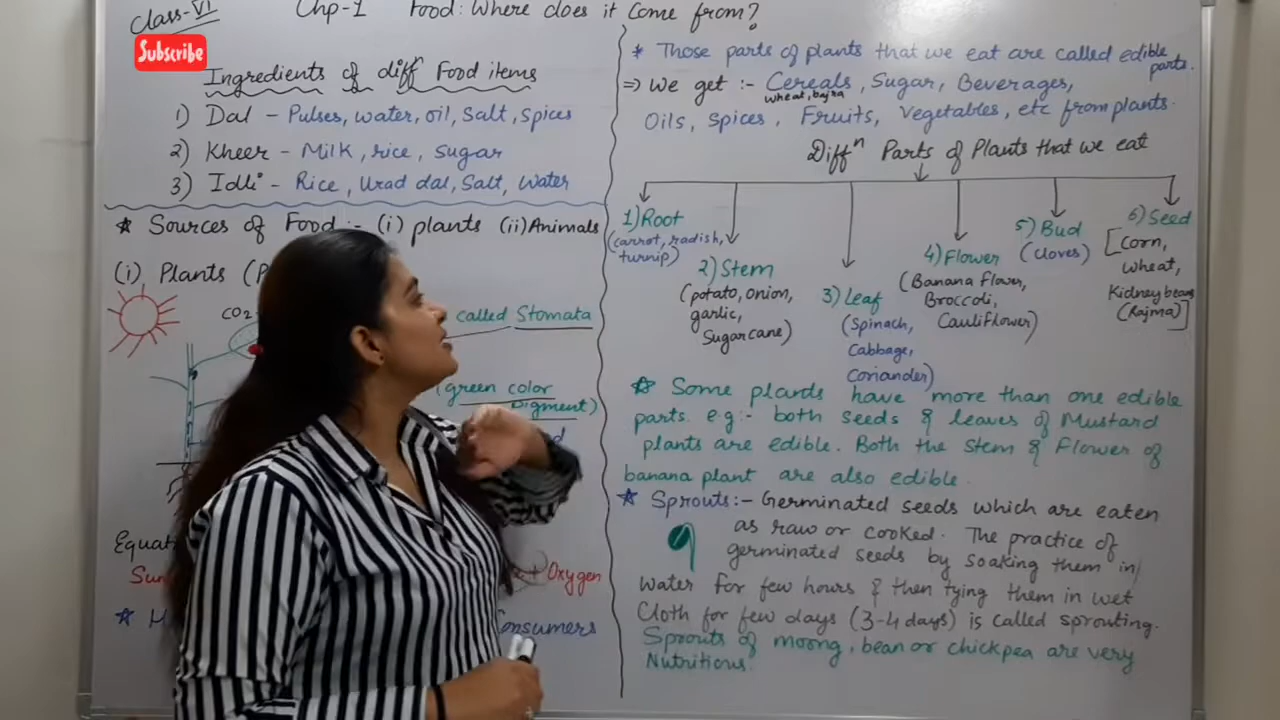 Class-VI
Chp-1 Food: Where does it Come from?
Subscribe
Ingredients of diff Food items
1) Dal - Pulses, water, oil, Salt, spices
2) Kheer - Milk, rice, sugar
3) Idli - Rice, Urad dal, Salt, Water
* Sources of Food :- (i) plants (ii) Animals
(i) Plants (P
CO2
called Stomata
(green color
pigment)
Equati
Sun
+ Oxygen
* H
onsumers
* Those parts of plants that we eat are called edible
parts.
⇒ We get :- Cereals, Sugar, Beverages,
wheat, bajra
Oils, Spices, Fruits, Vegetables, etc from plants.
Diffⁿ Parts of Plants that we eat
1) Root
(carrot, radish,
turnip)
2) Stem
(potato, onion,
garlic,
Sugarcane)
3) Leaf
(Spinach,
Cabbage,
Coriander)
4) Flower
(Banana flower,
Broccoli,
Cauliflower)
5) Bud
(cloves)
6) Seed
[Corn,
wheat,
Kidney beans
(Rajma)]
* Some plants have more than one edible
parts. e.g:- both seeds & leaves of Mustard
plants are edible. Both the Stem & Flower of
banana plant are also edible.
* Sprouts:- Germinated seeds which are eaten
as raw or cooked. The practice of
germinated seeds by soaking them in
water for few hours & then tying them in wet
Cloth for few days (3-4 days) is called sprouting.
Sprouts of moong, bean or chickpea are very
Nutritious.